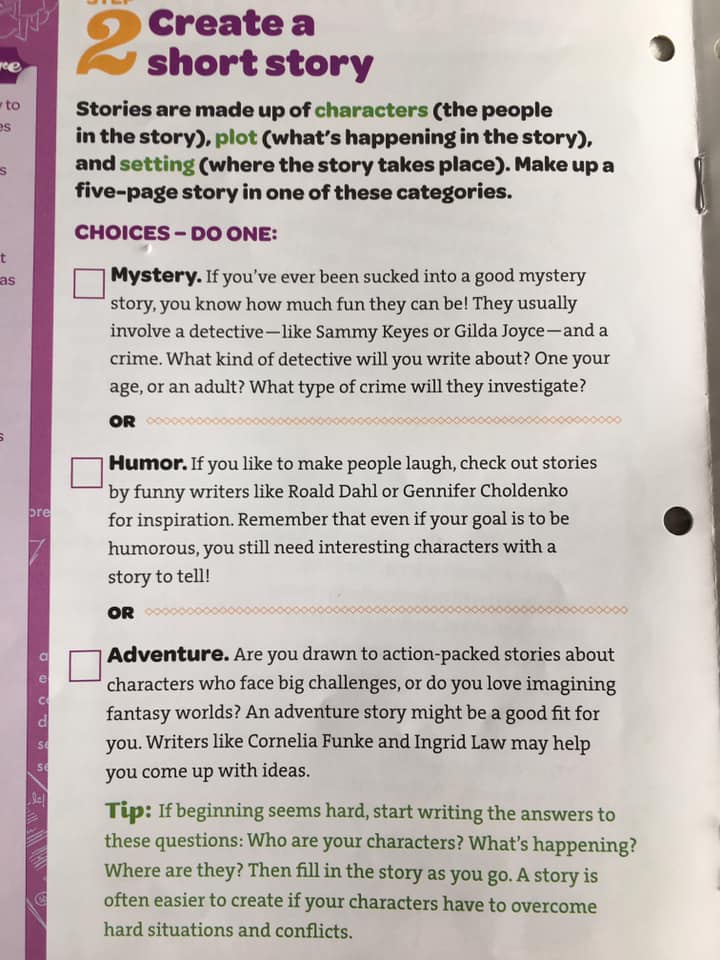 STEP
2 Create a
short story
Stories are made up of characters (the people
in the story), plot (what's happening in the story),
and setting (where the story takes place). Make up a
five-page story in one of these categories.
CHOICES – DO ONE:
Mystery. If you've ever been sucked into a good mystery
story, you know how much fun they can be! They usually
involve a detective—like Sammy Keyes or Gilda Joyce—and a
crime. What kind of detective will you write about? One your
age, or an adult? What type of crime will they investigate?
OR
Humor. If you like to make people laugh, check out stories
by funny writers like Roald Dahl or Gennifer Choldenko
for inspiration. Remember that even if your goal is to be
humorous, you still need interesting characters with a
story to tell!
OR
Adventure. Are you drawn to action-packed stories about
characters who face big challenges, or do you love imagining
fantasy worlds? An adventure story might be a good fit for
you. Writers like Cornelia Funke and Ingrid Law may help
you come up with ideas.
Tip: If beginning seems hard, start writing the answers to
these questions: Who are your characters? What's happening?
Where are they? Then fill in the story as you go. A story is
often easier to create if your characters have to overcome
hard situations and conflicts.